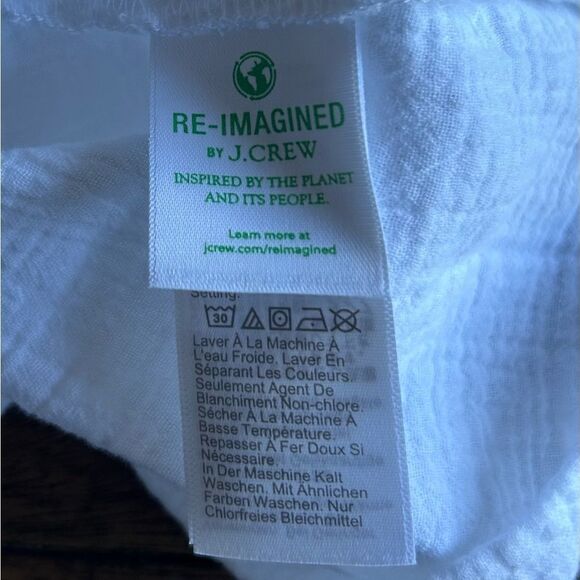 RE-IMAGINED
BY J.CREW
INSPIRED BY THE PLANET
AND ITS PEOPLE.
Learn more at
jcrew.com/reimagined
Setting.
30
Laver À La Machine À
L'eau Froide. Laver En
Séparant Les Couleurs.
Seulement Agent De
Blanchiment Non-chlore.
Sécher À La Machine À
Basse Température.
Repasser À Fer Doux Si
Nécessaire.
In Der Maschine Kalt
Waschen. Mit Ähnlichen
Farben Waschen. Nur
Chlorfreies Bleichmittel